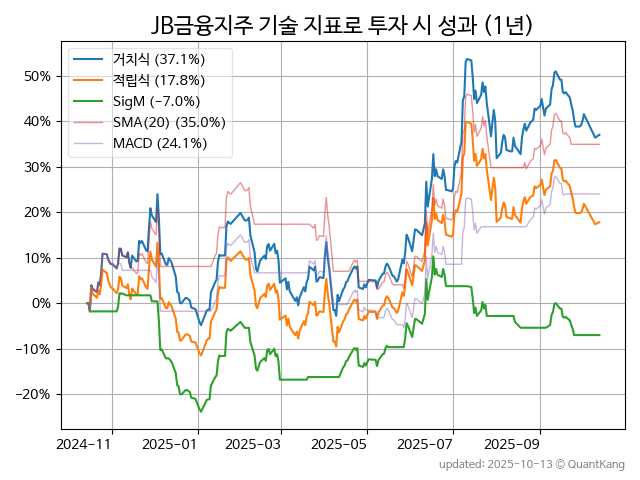 JB금융지주 기술 지표로 투자 시 성과 (1년)
거치식 (37.1%)
적립식 (17.8%)
SigM (−7.0%)
SMA(20) (35.0%)
MACD (24.1%)
50%
40%
30%
20%
10%
0%
−10%
−20%
2024-11 2025-01 2025-03 2025-05 2025-07 2025-09
updated: 2025-10-13 © QuantKang